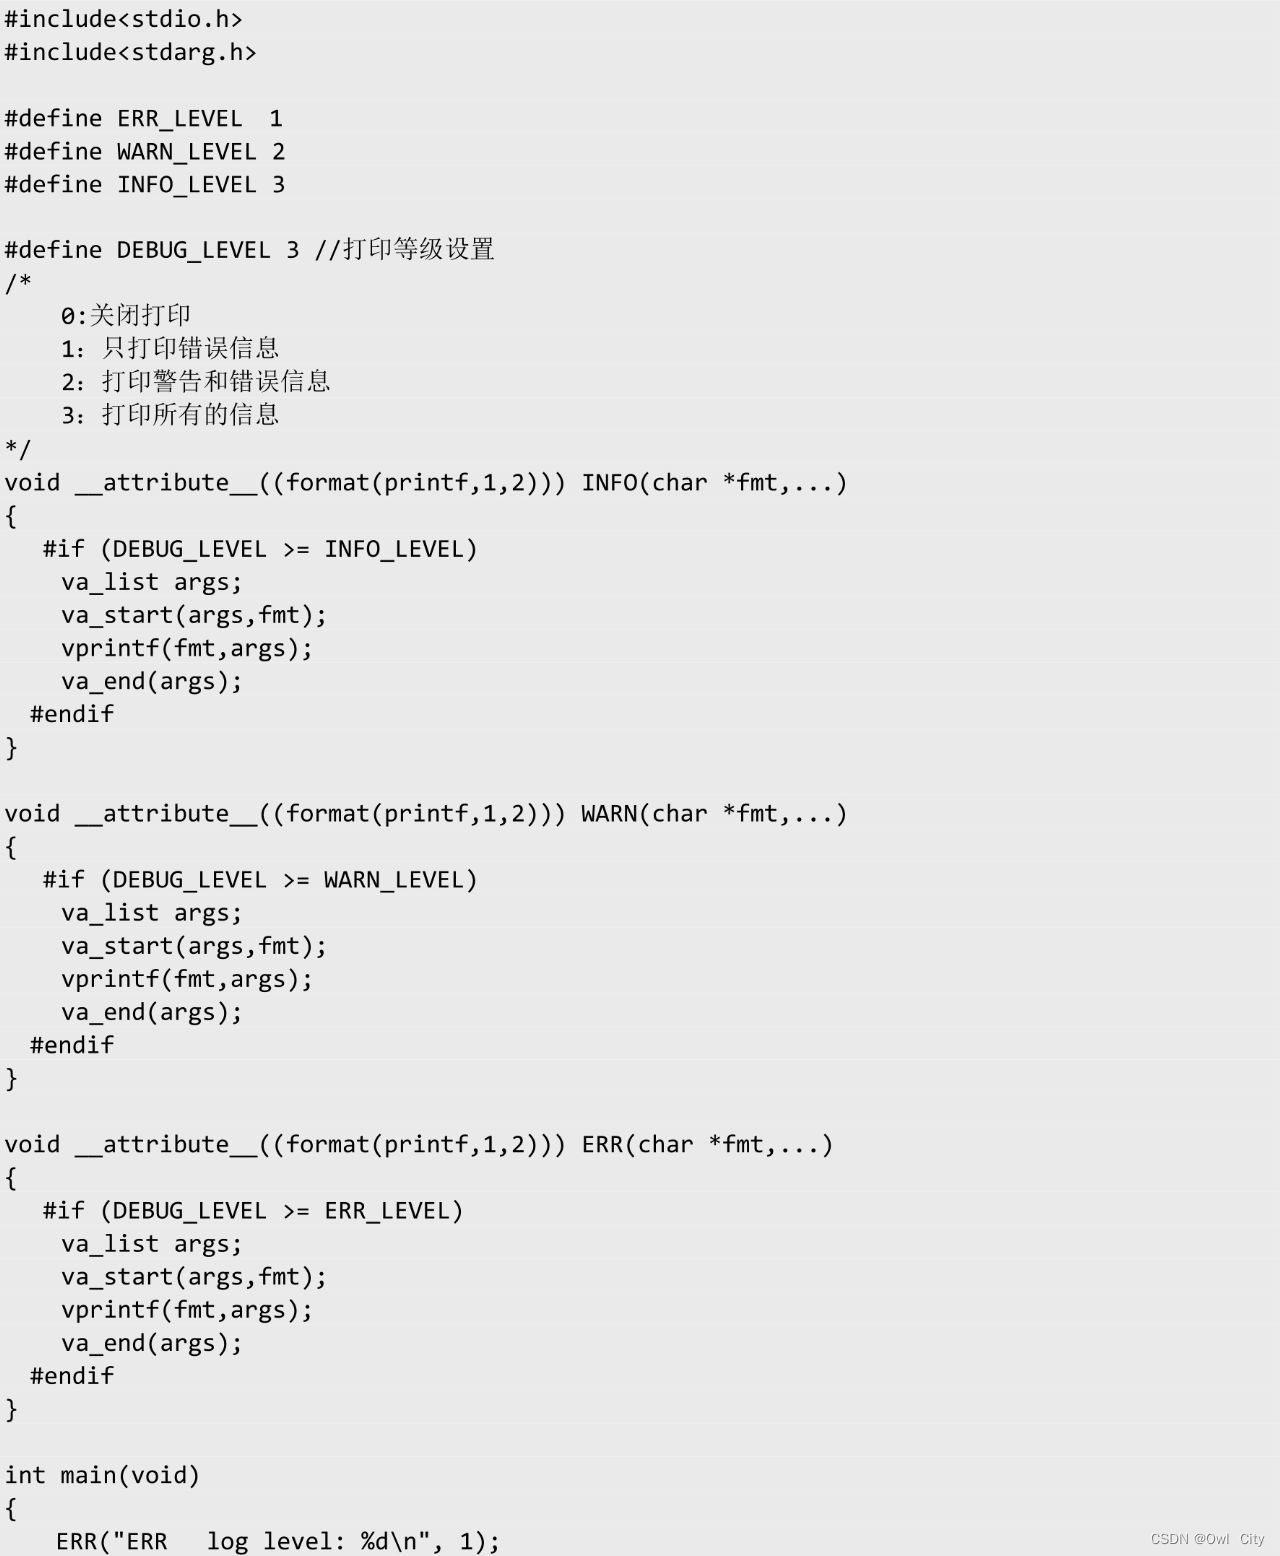 #include<stdio.h>
#include<stdarg.h>
#define ERR_LEVEL  1
#define WARN_LEVEL 2
#define INFO_LEVEL 3
#define DEBUG_LEVEL 3 //打印等级设置
/*
    0:关闭打印
    1：只打印错误信息
    2：打印警告和错误信息
    3：打印所有的信息
*/
void __attribute__((format(printf,1,2))) INFO(char *fmt,...)
{
   #if (DEBUG_LEVEL >= INFO_LEVEL)
    va_list args;
    va_start(args,fmt);
    vprintf(fmt,args);
    va_end(args);
  #endif
}
void __attribute__((format(printf,1,2))) WARN(char *fmt,...)
{
   #if (DEBUG_LEVEL >= WARN_LEVEL)
    va_list args;
    va_start(args,fmt);
    vprintf(fmt,args);
    va_end(args);
  #endif
}
void __attribute__((format(printf,1,2))) ERR(char *fmt,...)
{
   #if (DEBUG_LEVEL >= ERR_LEVEL)
    va_list args;
    va_start(args,fmt);
    vprintf(fmt,args);
    va_end(args);
  #endif
}
int main(void)
{
    ERR("ERR   log level: %d\n", 1);
CSDN @Owl  City